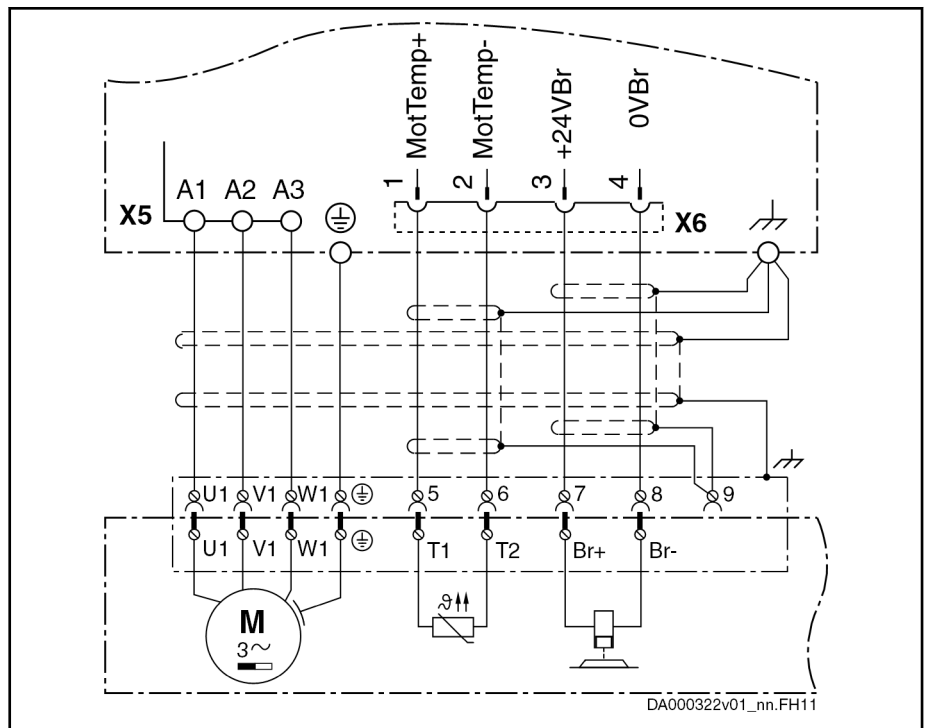 MotTemp+
MotTemp-
+24VBr
0VBr
1 2 3 4
A1 A2 A3
X5
X6
U1 V1 W1 5 6 7 8 9
U1 V1 W1 T1 T2 Br+ Br-
ϑ
M
3~
DA000322v01_nn.FH11